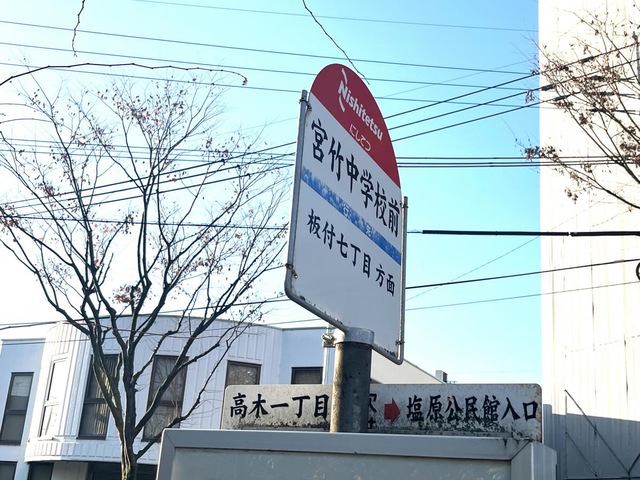 Nishitetsu
にしてつ
宮竹中学校前
板付七丁目 方面
高木一丁目
塩原公民館入口